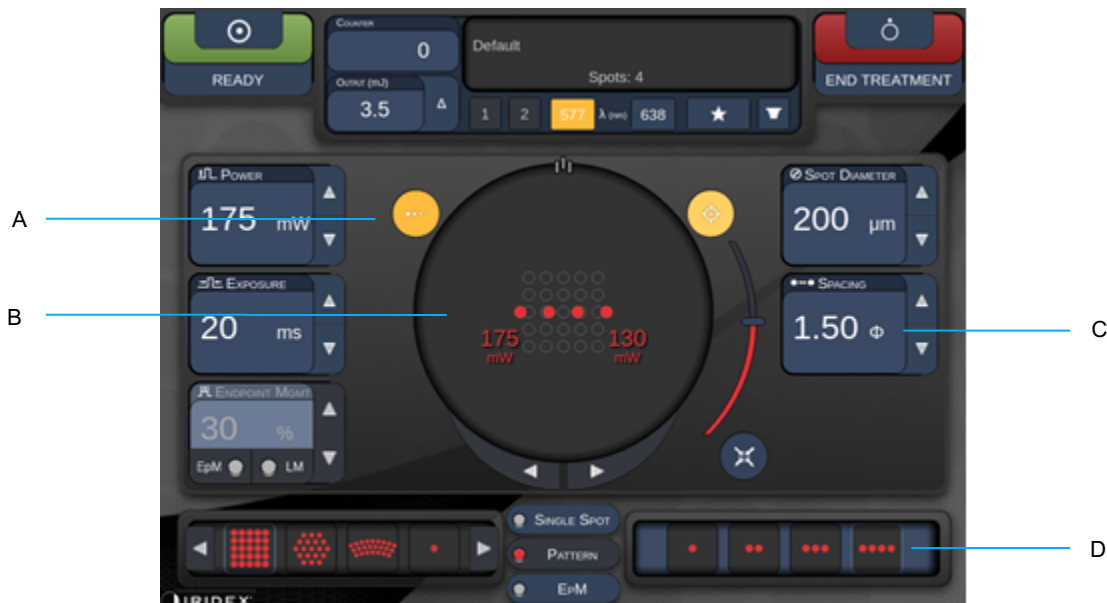 READY
COUNTER
0
OUTPUT (mJ)
3.5
Δ
Default
Spots: 4
1 2 577 λ (nm) 638
END TREATMENT
POWER
175 mW
EXPOSURE
20 ms
ENDPOINT MGMT
30 %
EpM LM
175 mW
130 mW
SPOT DIAMETER
200 µm
SPACING
1.50 Φ
SINGLE SPOT
PATTERN
EPM
IRIDEX
A
B
C
D